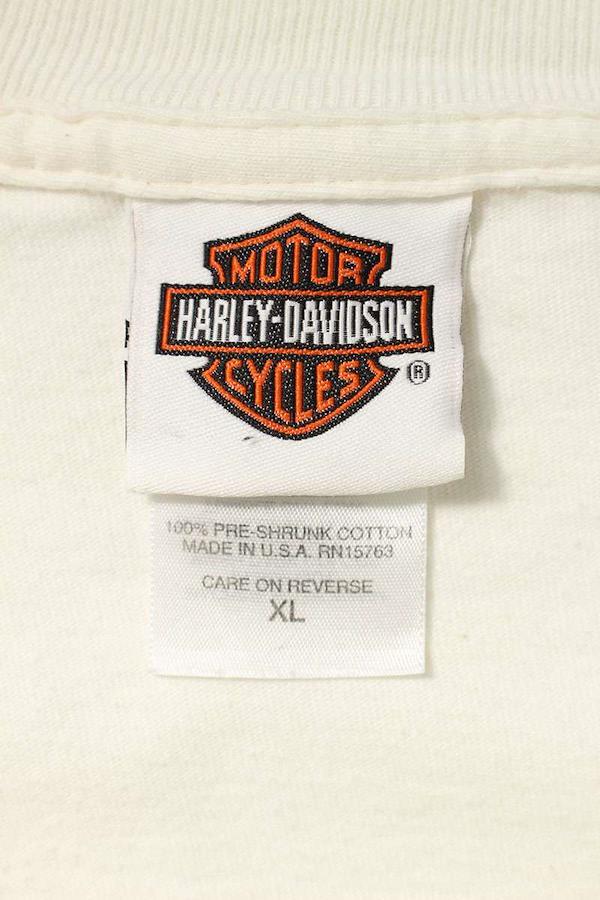 MOTOR
HARLEY-DAVIDSON
CYCLES
®
100% PRE-SHRUNK COTTON
MADE IN U.S.A. RN15763
CARE ON REVERSE
XL